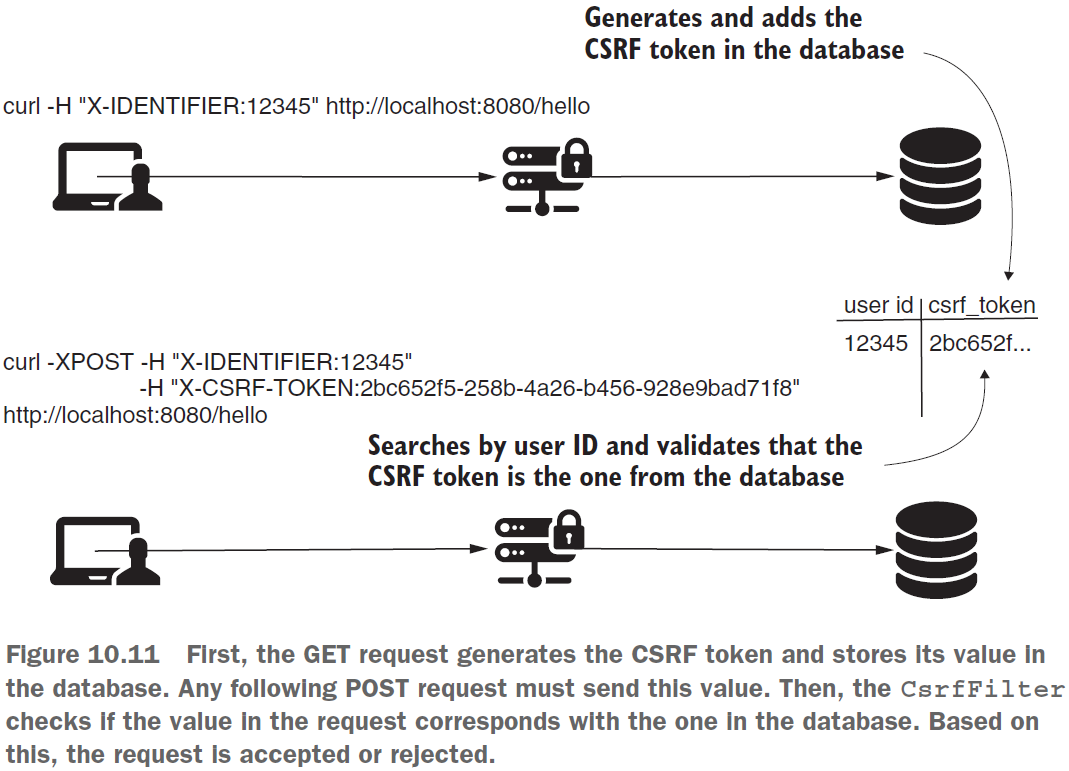 Generates and adds the
CSRF token in the database
curl -H "X-IDENTIFIER:12345" http://localhost:8080/hello
user id csrf_token
12345 2bc652f...
curl -XPOST -H "X-IDENTIFIER:12345"
-H "X-CSRF-TOKEN:2bc652f5-258b-4a26-b456-928e9bad71f8"
http://localhost:8080/hello
Searches by user ID and validates that the
CSRF token is the one from the database
Figure 10.11 First, the GET request generates the CSRF token and stores its value in
the database. Any following POST request must send this value. Then, the CsrfFilter
checks if the value in the request corresponds with the one in the database. Based on
this, the request is accepted or rejected.